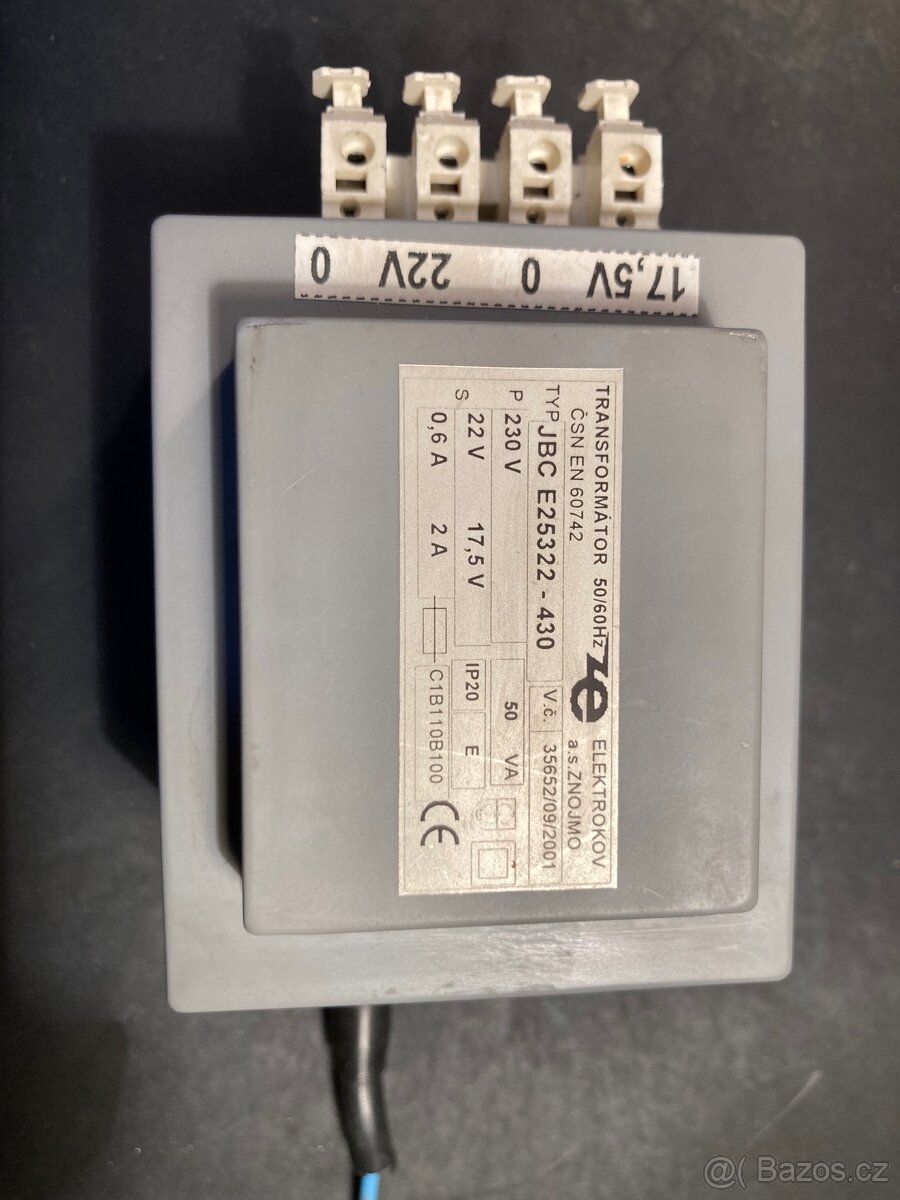 0 22V 0 17,5V
TRANSFORMÁTOR 50/60Hz ELEKTROKOV
ČSN EN 60742 a.s.ZNOJMO
TYP JBC E25322 - 430 V.č. 35652/09/2001
P 230 V 50 VA
S 22 V 17,5 V IP20 E
0,6 A 2 A C1B110B100 CE
@( Bazos.cz